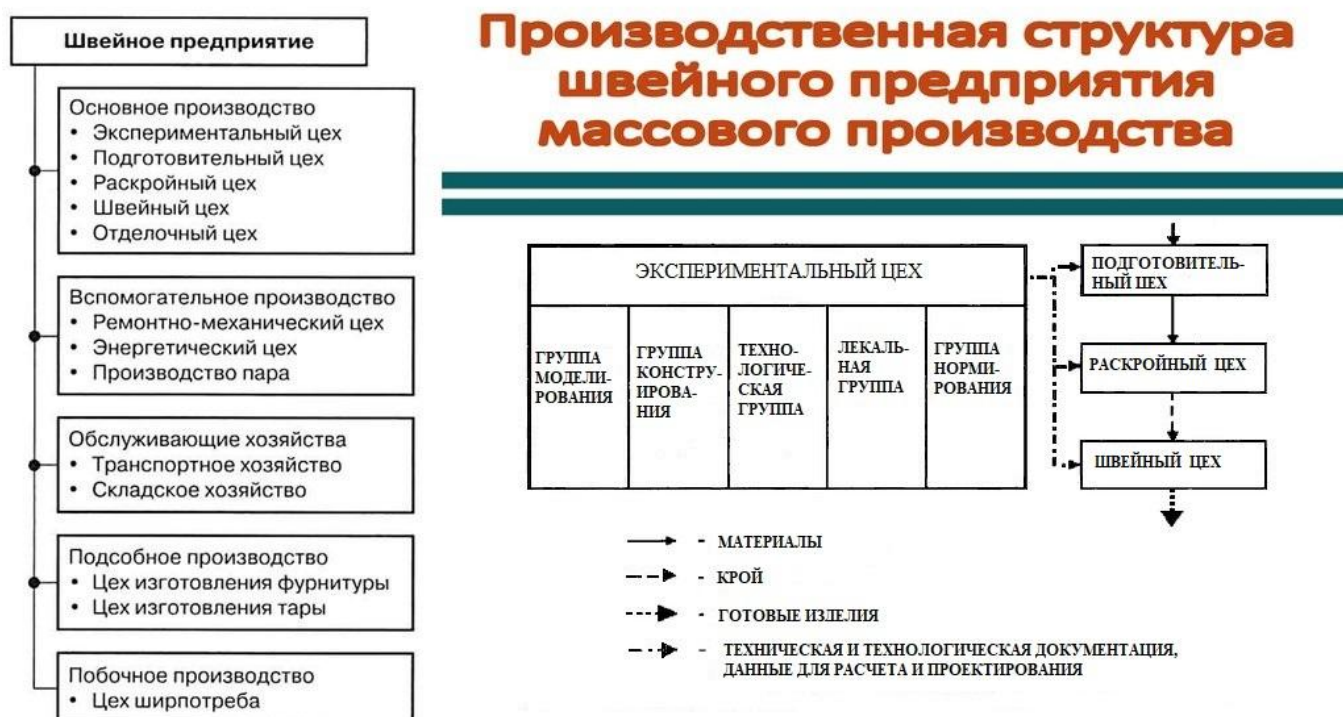 Швейное предприятие
Основное производство
• Экспериментальный цех
• Подготовительный цех
• Раскройный цех
• Швейный цех
• Отделочный цех
Вспомогательное производство
• Ремонтно-механический цех
• Энергетический цех
• Производство пара
Обслуживающие хозяйства
• Транспортное хозяйство
• Складское хозяйство
Подсобное производство
• Цех изготовления фурнитуры
• Цех изготовления тары
Побочное производство
• Цех ширпотреба
Производственная структура
швейного предприятия
массового производства
ЭКСПЕРИМЕНТАЛЬНЫЙ ЦЕХ
ГРУППА
МОДЕЛИ-
РОВАНИЯ
ГРУППА
КОНСТРУ-
ИРОВА-
НИЯ
ТЕХНО-
ЛОГИЧЕ-
СКАЯ
ГРУППА
ЛЕКАЛЬ-
НАЯ
ГРУППА
ГРУППА
НОРМИ-
РОВАНИЯ
ПОДГОТОВИТЕЛЬ-
НЫЙ ЦЕХ
РАСКРОЙНЫЙ ЦЕХ
ШВЕЙНЫЙ ЦЕХ
- МАТЕРИАЛЫ
- КРОЙ
- ГОТОВЫЕ ИЗДЕЛИЯ
- ТЕХНИЧЕСКАЯ И ТЕХНОЛОГИЧЕСКАЯ ДОКУМЕНТАЦИЯ,
ДАННЫЕ ДЛЯ РАСЧЕТА И ПРОЕКТИРОВАНИЯ